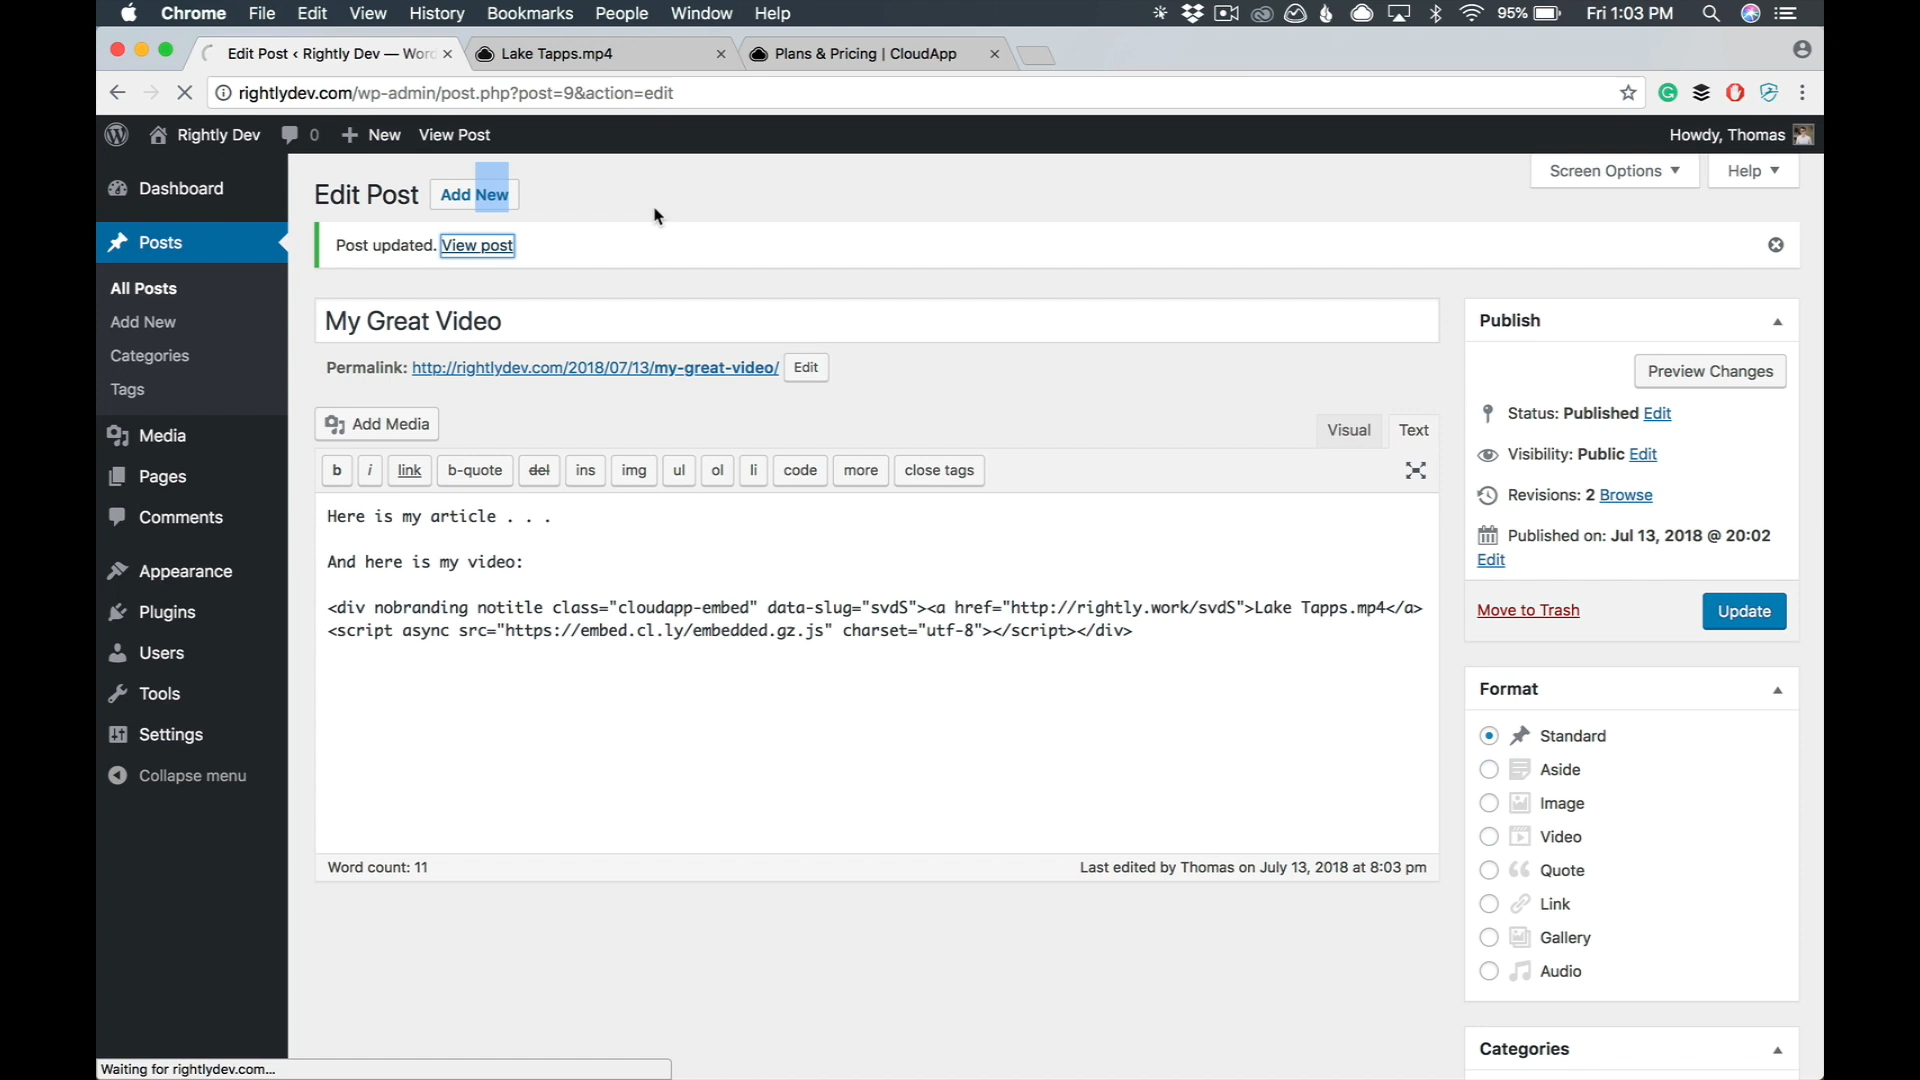 Chrome File Edit View History Bookmarks People Window Help 95% Fri 1:03 PM
Edit Post ‹ Rightly Dev — Word Lake Tapps.mp4 Plans & Pricing | CloudApp
rightlydev.com/wp-admin/post.php?post=9&action=edit
Rightly Dev 0 + New View Post Howdy, Thomas
Screen Options Help
Edit Post Add New
Post updated. View post
Dashboard
Posts
All Posts
Add New
Categories
Tags
Media
Pages
Comments
Appearance
Plugins
Users
Tools
Settings
Collapse menu
My Great Video
Permalink: http://rightlydev.com/2018/07/13/my-great-video/ Edit
Add Media
Visual Text
b i link b-quote del ins img ul ol li code more close tags
Here is my article . . .
And here is my video:
<div nobranding notitle class="cloudapp-embed" data-slug="svdS"><a href="http://rightly.work/svdS">Lake Tapps.mp4</a>
<script async src="https://embed.cl.ly/embedded.gz.js" charset="utf-8"></script></div>
Word count: 11
Last edited by Thomas on July 13, 2018 at 8:03 pm
Publish
Preview Changes
Status: Published Edit
Visibility: Public Edit
Revisions: 2 Browse
Published on: Jul 13, 2018 @ 20:02
Edit
Move to Trash Update
Format
Standard
Aside
Image
Video
Quote
Link
Gallery
Audio
Categories
Waiting for rightlydev.com...